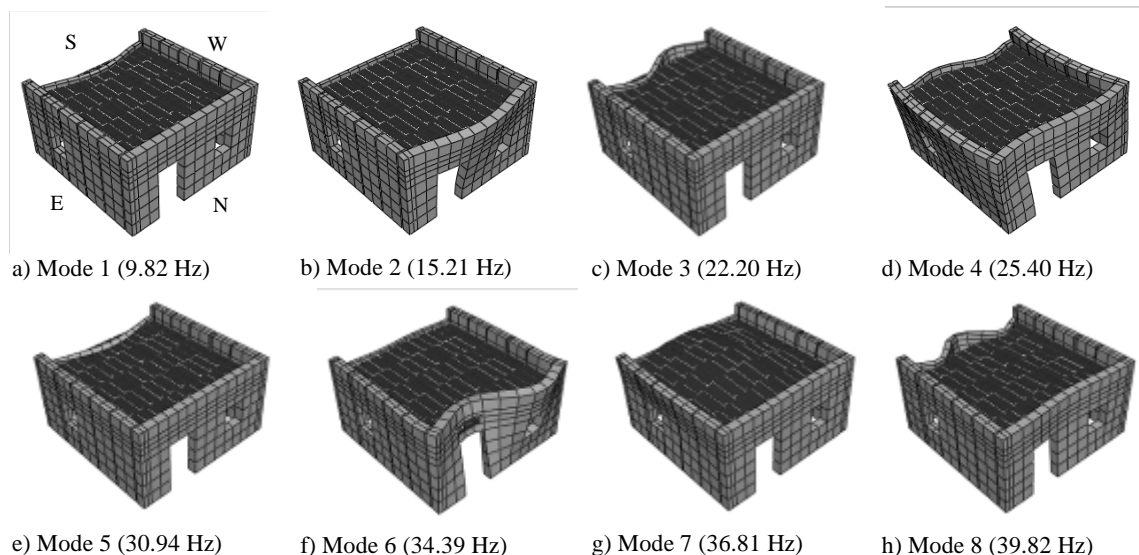 S
W
E
N
a) Mode 1 (9.82 Hz)
b) Mode 2 (15.21 Hz)
c) Mode 3 (22.20 Hz)
d) Mode 4 (25.40 Hz)
e) Mode 5 (30.94 Hz)
f) Mode 6 (34.39 Hz)
g) Mode 7 (36.81 Hz)
h) Mode 8 (39.82 Hz)